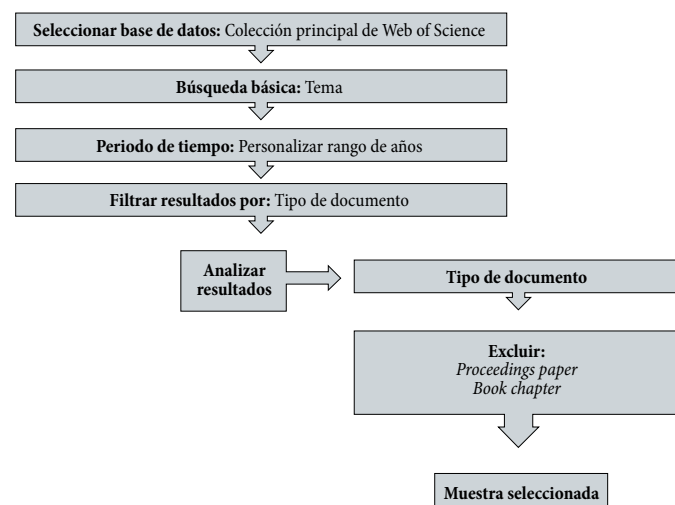 Seleccionar base de datos: Colección principal de Web of Science
Búsqueda básica: Tema
Periodo de tiempo: Personalizar rango de años
Filtrar resultados por: Tipo de documento
Analizar
resultados
Tipo de documento
Excluir:
Proceedings paper
Book chapter
Muestra seleccionada